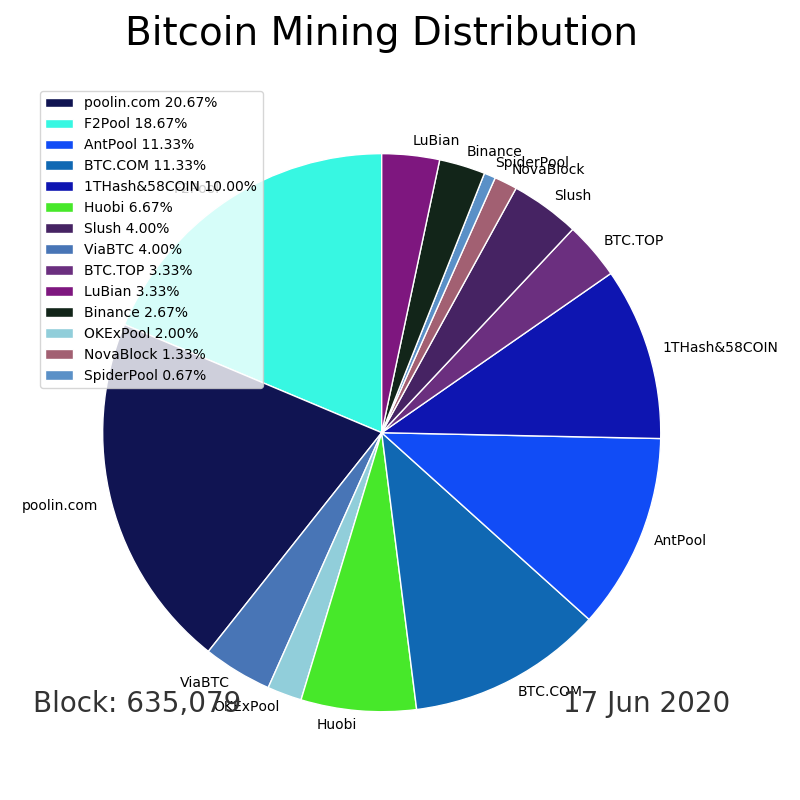 Bitcoin Mining Distribution
poolin.com 20.67%
F2Pool 18.67%
AntPool 11.33%
BTC.COM 11.33%
1THash&58COIN 10.00%
Huobi 6.67%
Slush 4.00%
ViaBTC 4.00%
BTC.TOP 3.33%
LuBian 3.33%
Binance 2.67%
OKExPool 2.00%
NovaBlock 1.33%
SpiderPool 0.67%
LuBian
Binance
SpiderPool
NovaBlock
Slush
BTC.TOP
1THash&58COIN
AntPool
BTC.COM
Huobi
OKExPool
ViaBTC
poolin.com
Block: 635,079
17 Jun 2020